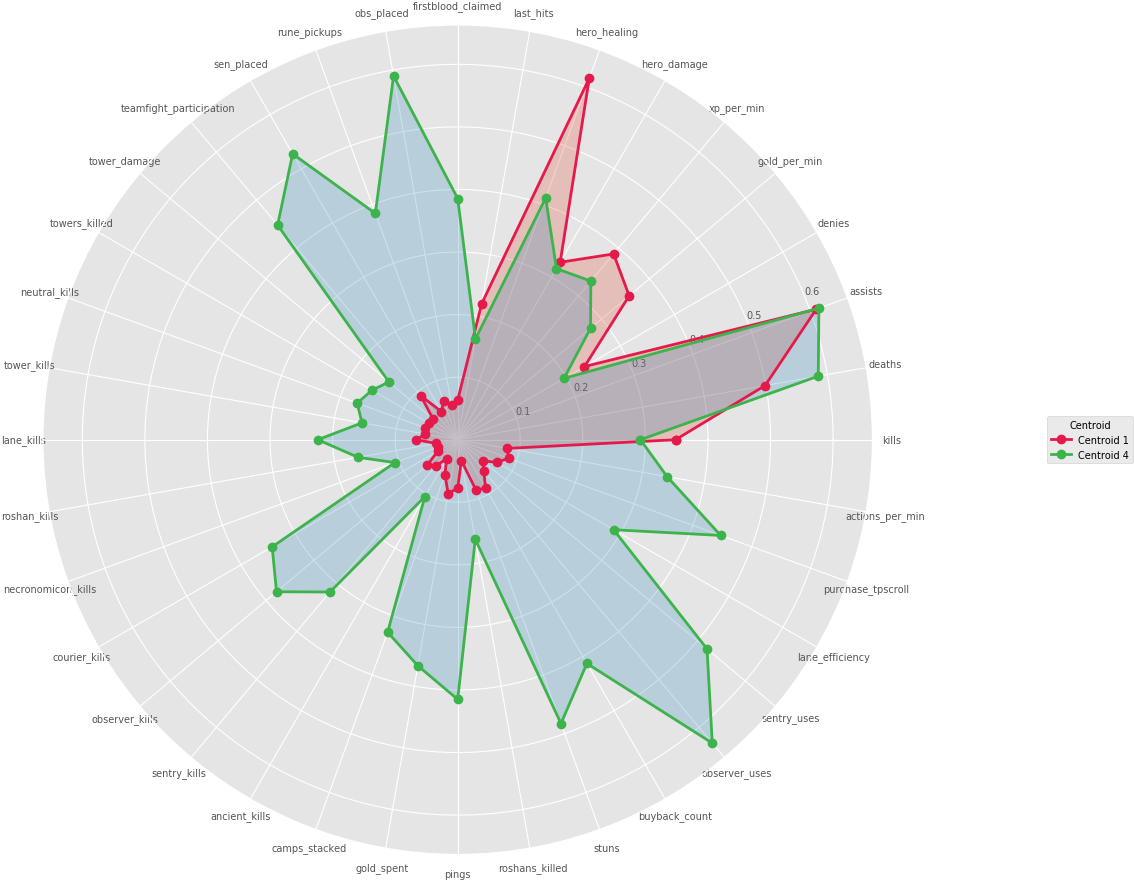 firstblood_claimed
obs_placed
last_hits
rune_pickups
hero_healing
sen_placed
hero_damage
teamfight_participation
xp_per_min
tower_damage
gold_per_min
towers_killed
denies
neutral_kills
assists
0.6
0.5
0.4
tower_kills
0.3
deaths
0.2
0.1
lane_kills
kills
Centroid
Centroid 1
Centroid 4
roshan_kills
actions_per_min
necronomicon_kills
purchase_tpscroll
courier_kills
lane_efficiency
observer_kills
sentry_uses
sentry_kills
observer_uses
ancient_kills
buyback_count
camps_stacked
stuns
gold_spent
roshans_killed
pings